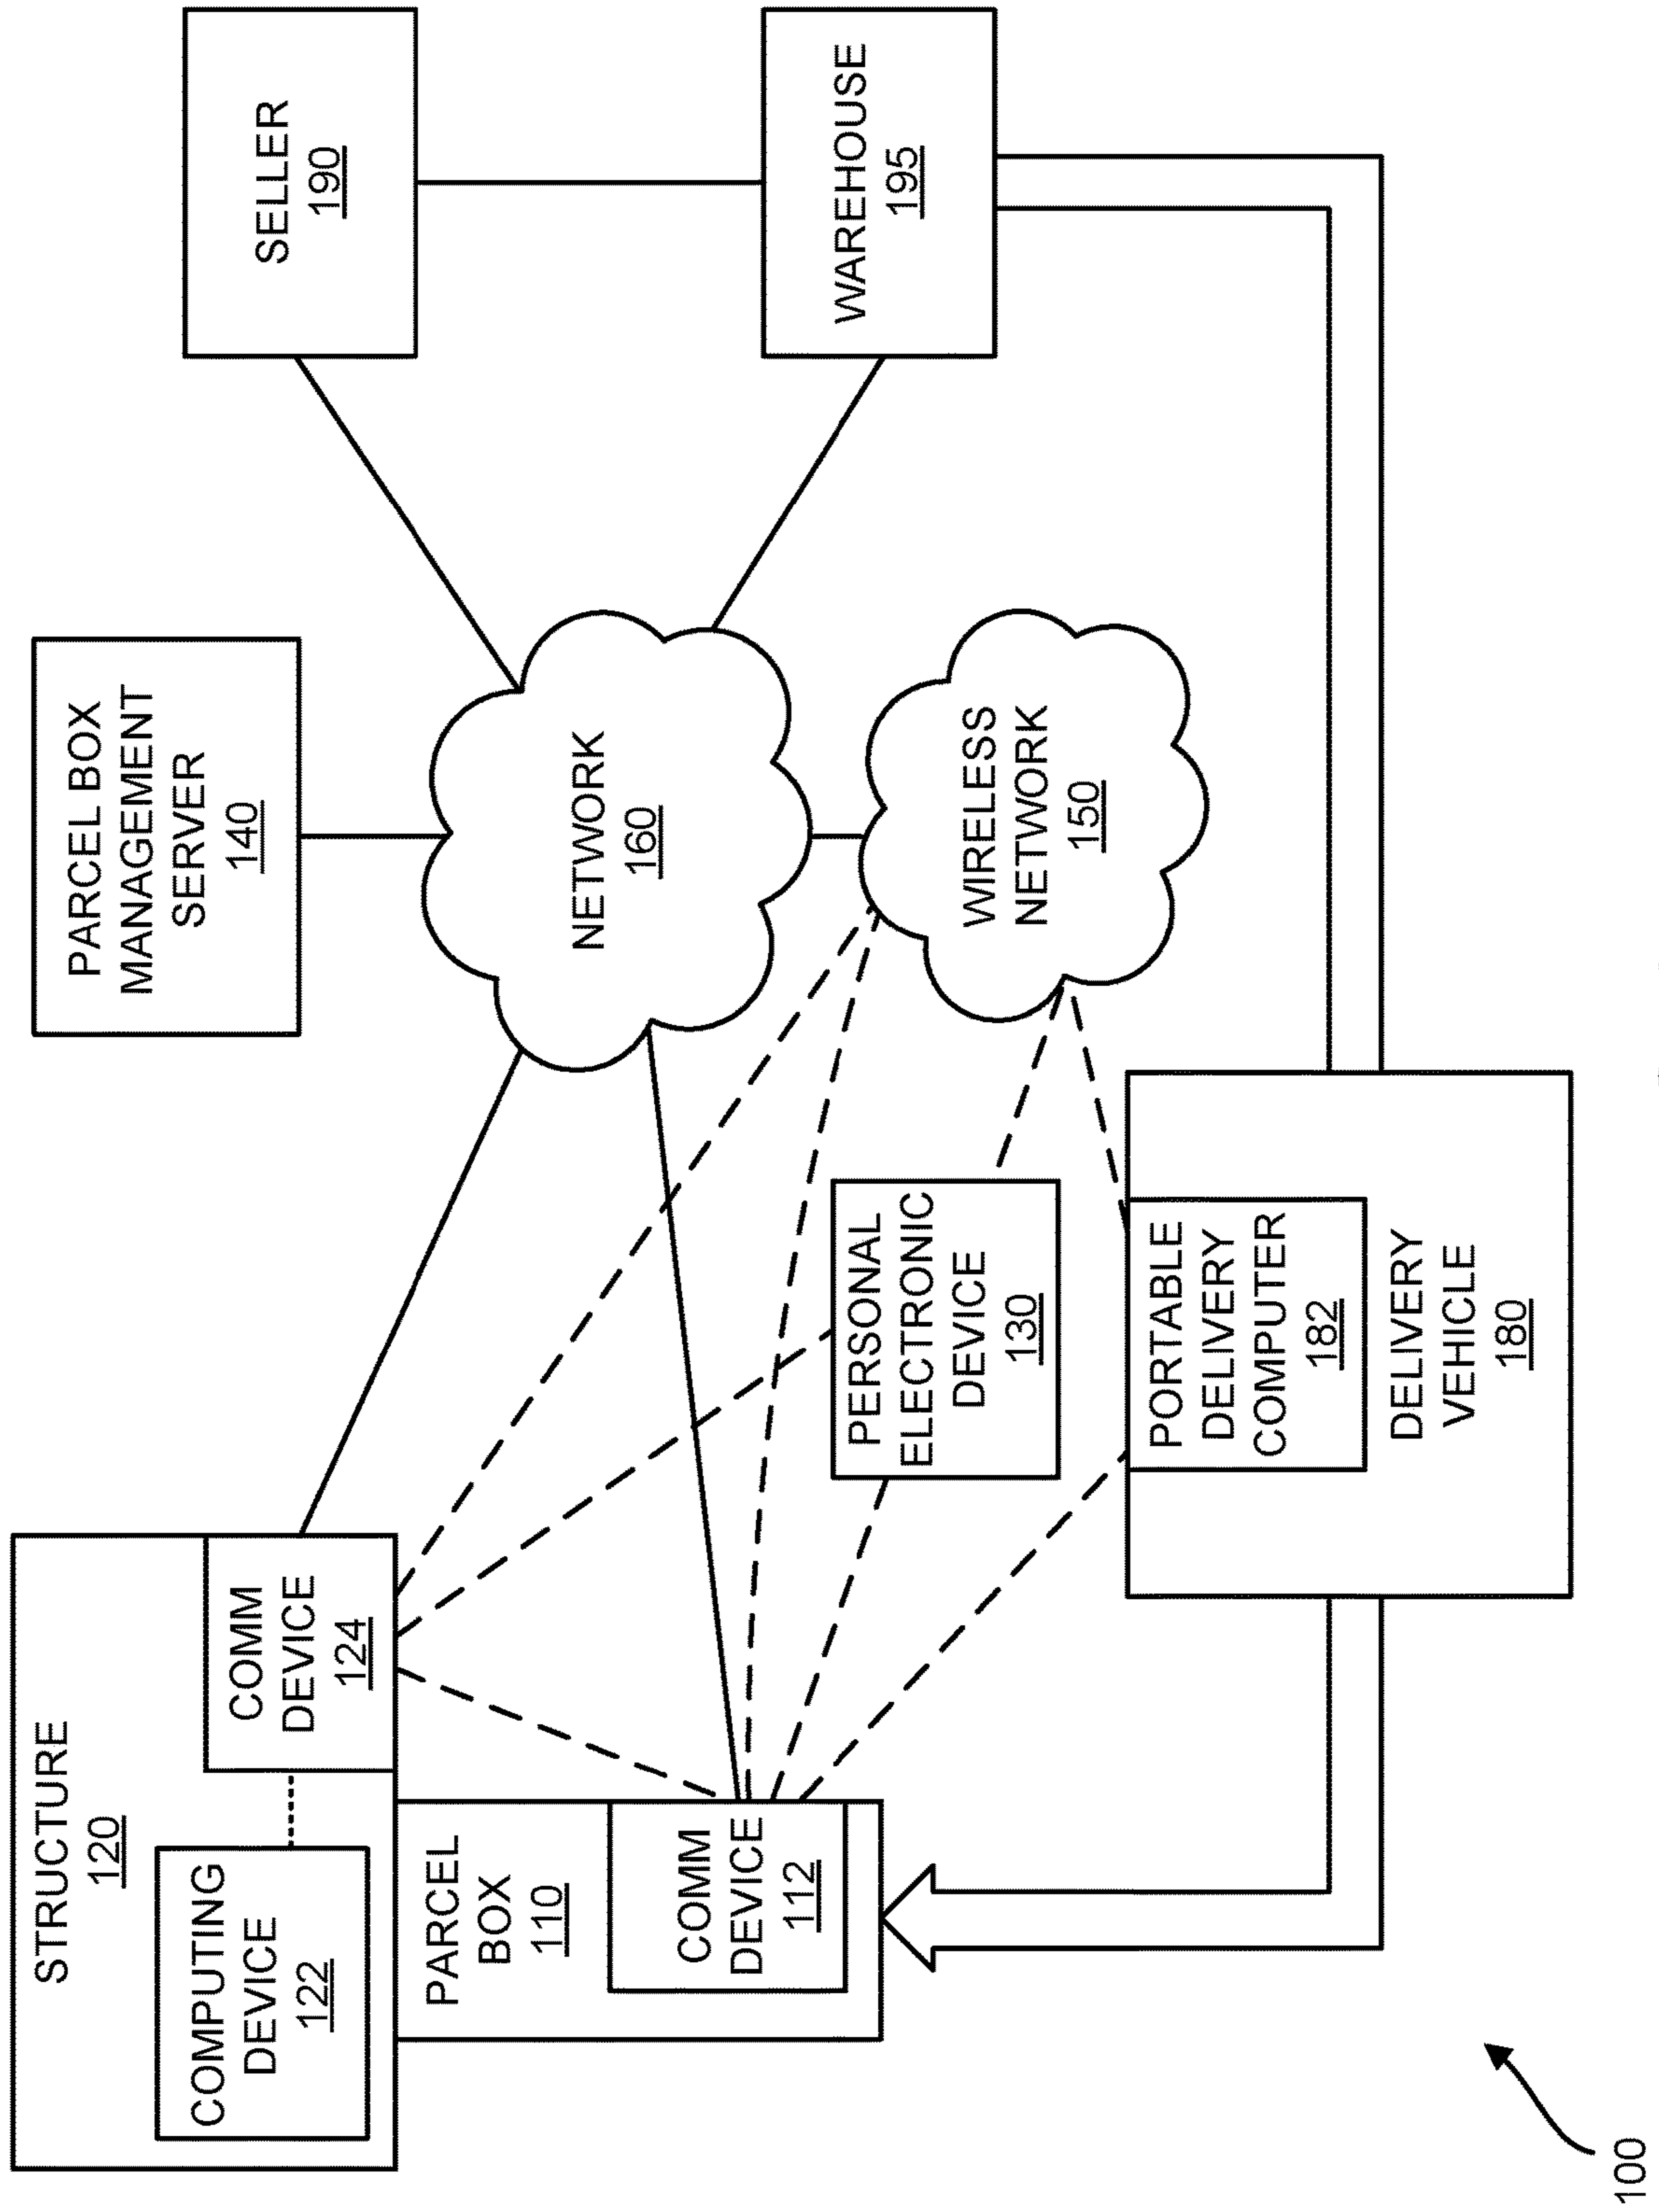 STRUCTURE
120
COMPUTING
DEVICE
122
COMM
DEVICE
124
PARCEL BOX
MANAGEMENT
SERVER
140
SELLER
190
PARCEL
BOX
110
COMM
DEVICE
112
NETWORK
160
WAREHOUSE
195
PERSONAL
ELECTRONIC
DEVICE
130
WIRELESS
NETWORK
150
PORTABLE
DELIVERY
COMPUTER
182
DELIVERY
VEHICLE
180
100